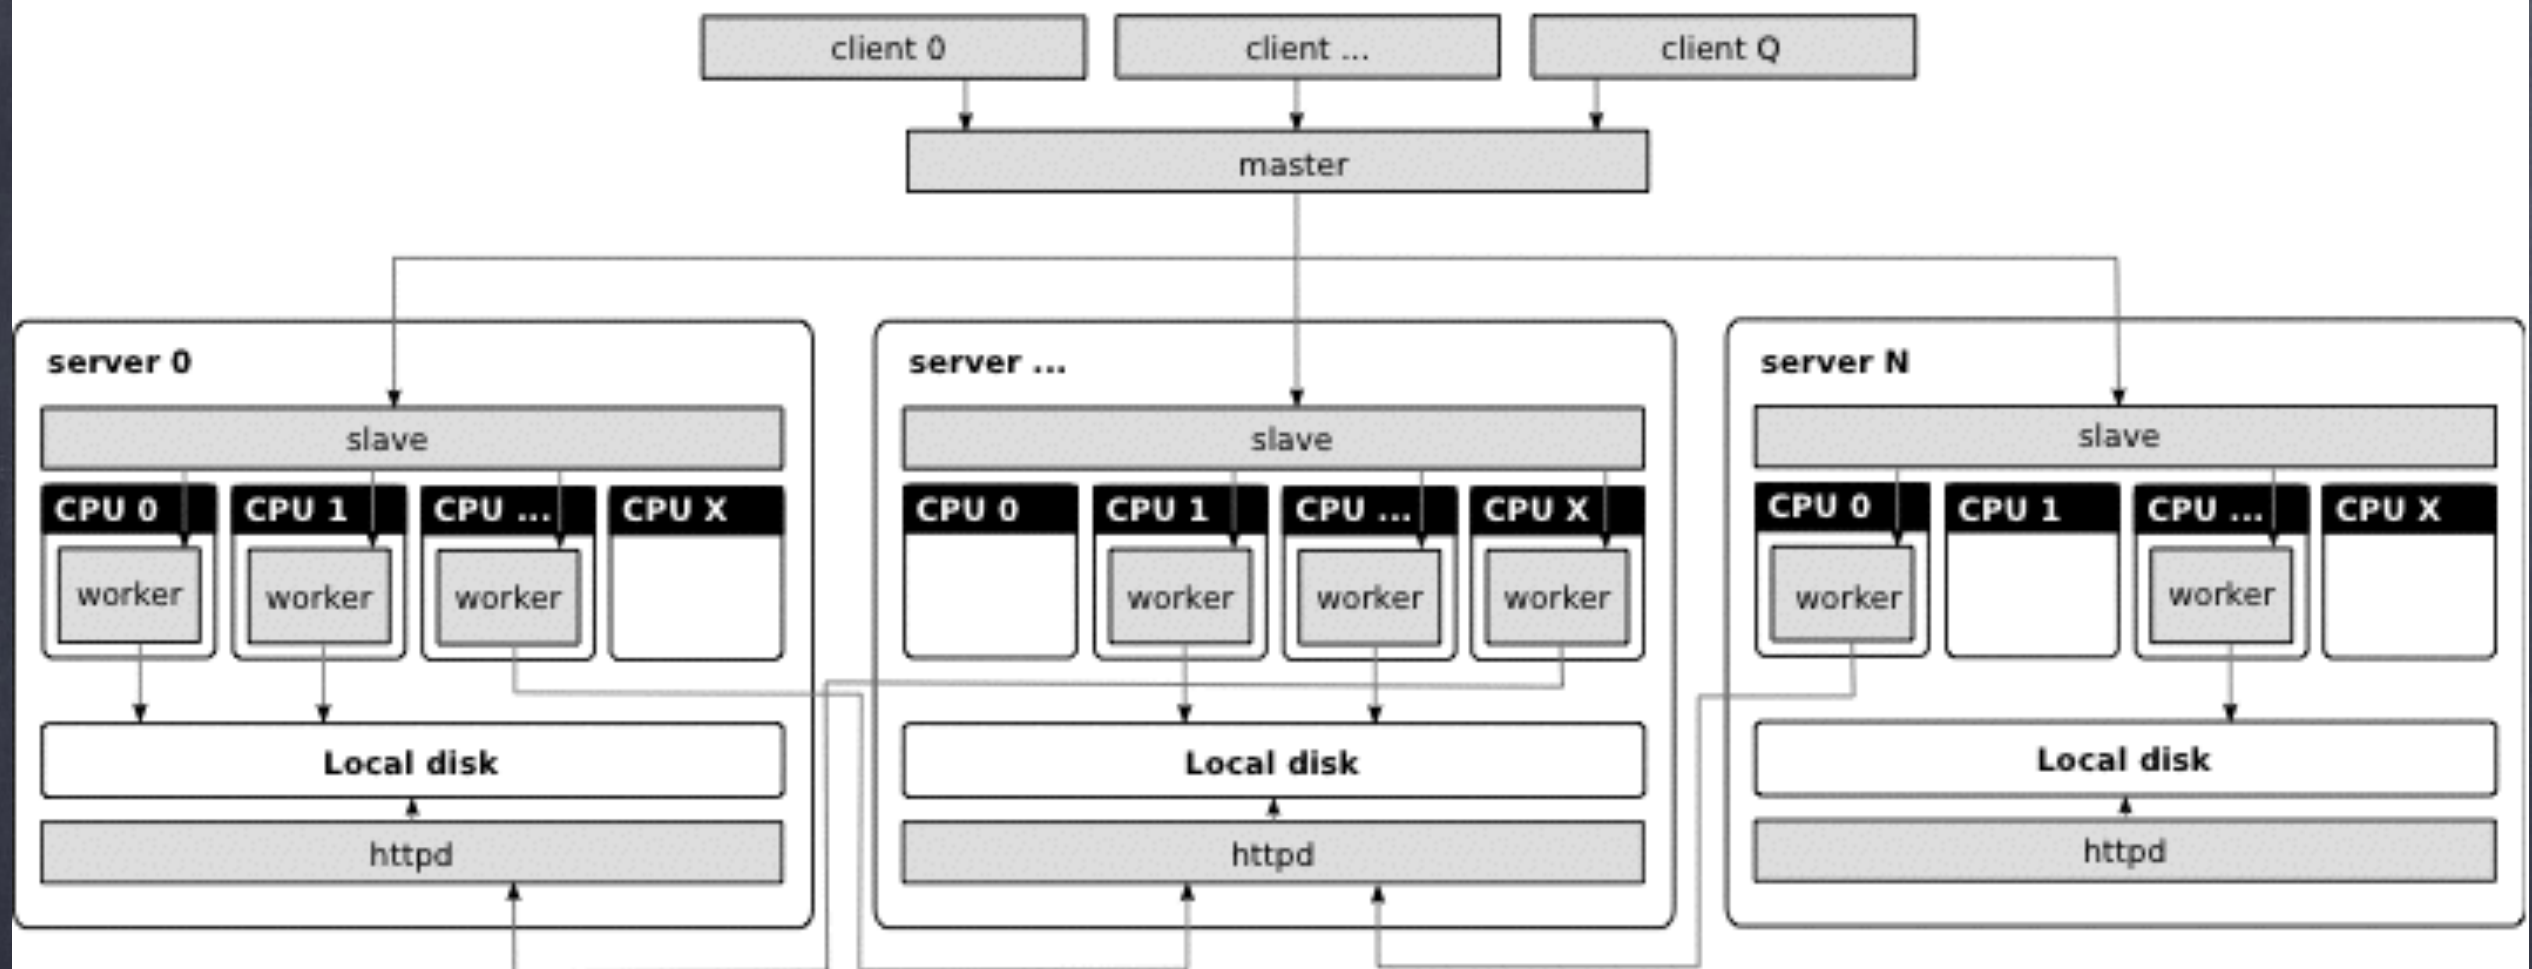 client 0
client ...
client Q
master
server 0
slave
CPU 0
CPU 1
CPU ...
CPU X
worker
worker
worker
Local disk
httpd
server ...
slave
CPU 0
CPU 1
CPU ...
CPU X
worker
worker
worker
Local disk
httpd
server N
slave
CPU 0
CPU 1
CPU ...
CPU X
worker
worker
Local disk
httpd